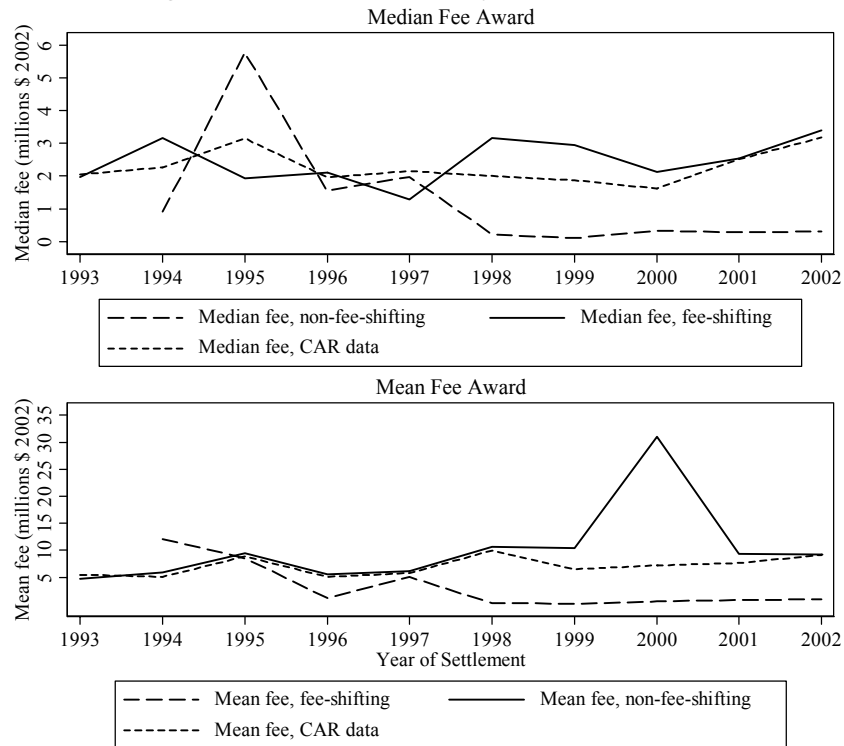 Median Fee Award
Median fee (millions $ 2002)
6
5
4
3
2
1
0
1993 1994 1995 1996 1997 1998 1999 2000 2001 2002
Median fee, non-fee-shifting Median fee, fee-shifting
Median fee, CAR data
Mean Fee Award
Mean fee (millions $ 2002)
35
30
25
20
15
10
5
1993 1994 1995 1996 1997 1998 1999 2000 2001 2002
Year of Settlement
Mean fee, fee-shifting Mean fee, non-fee-shifting
Mean fee, CAR data